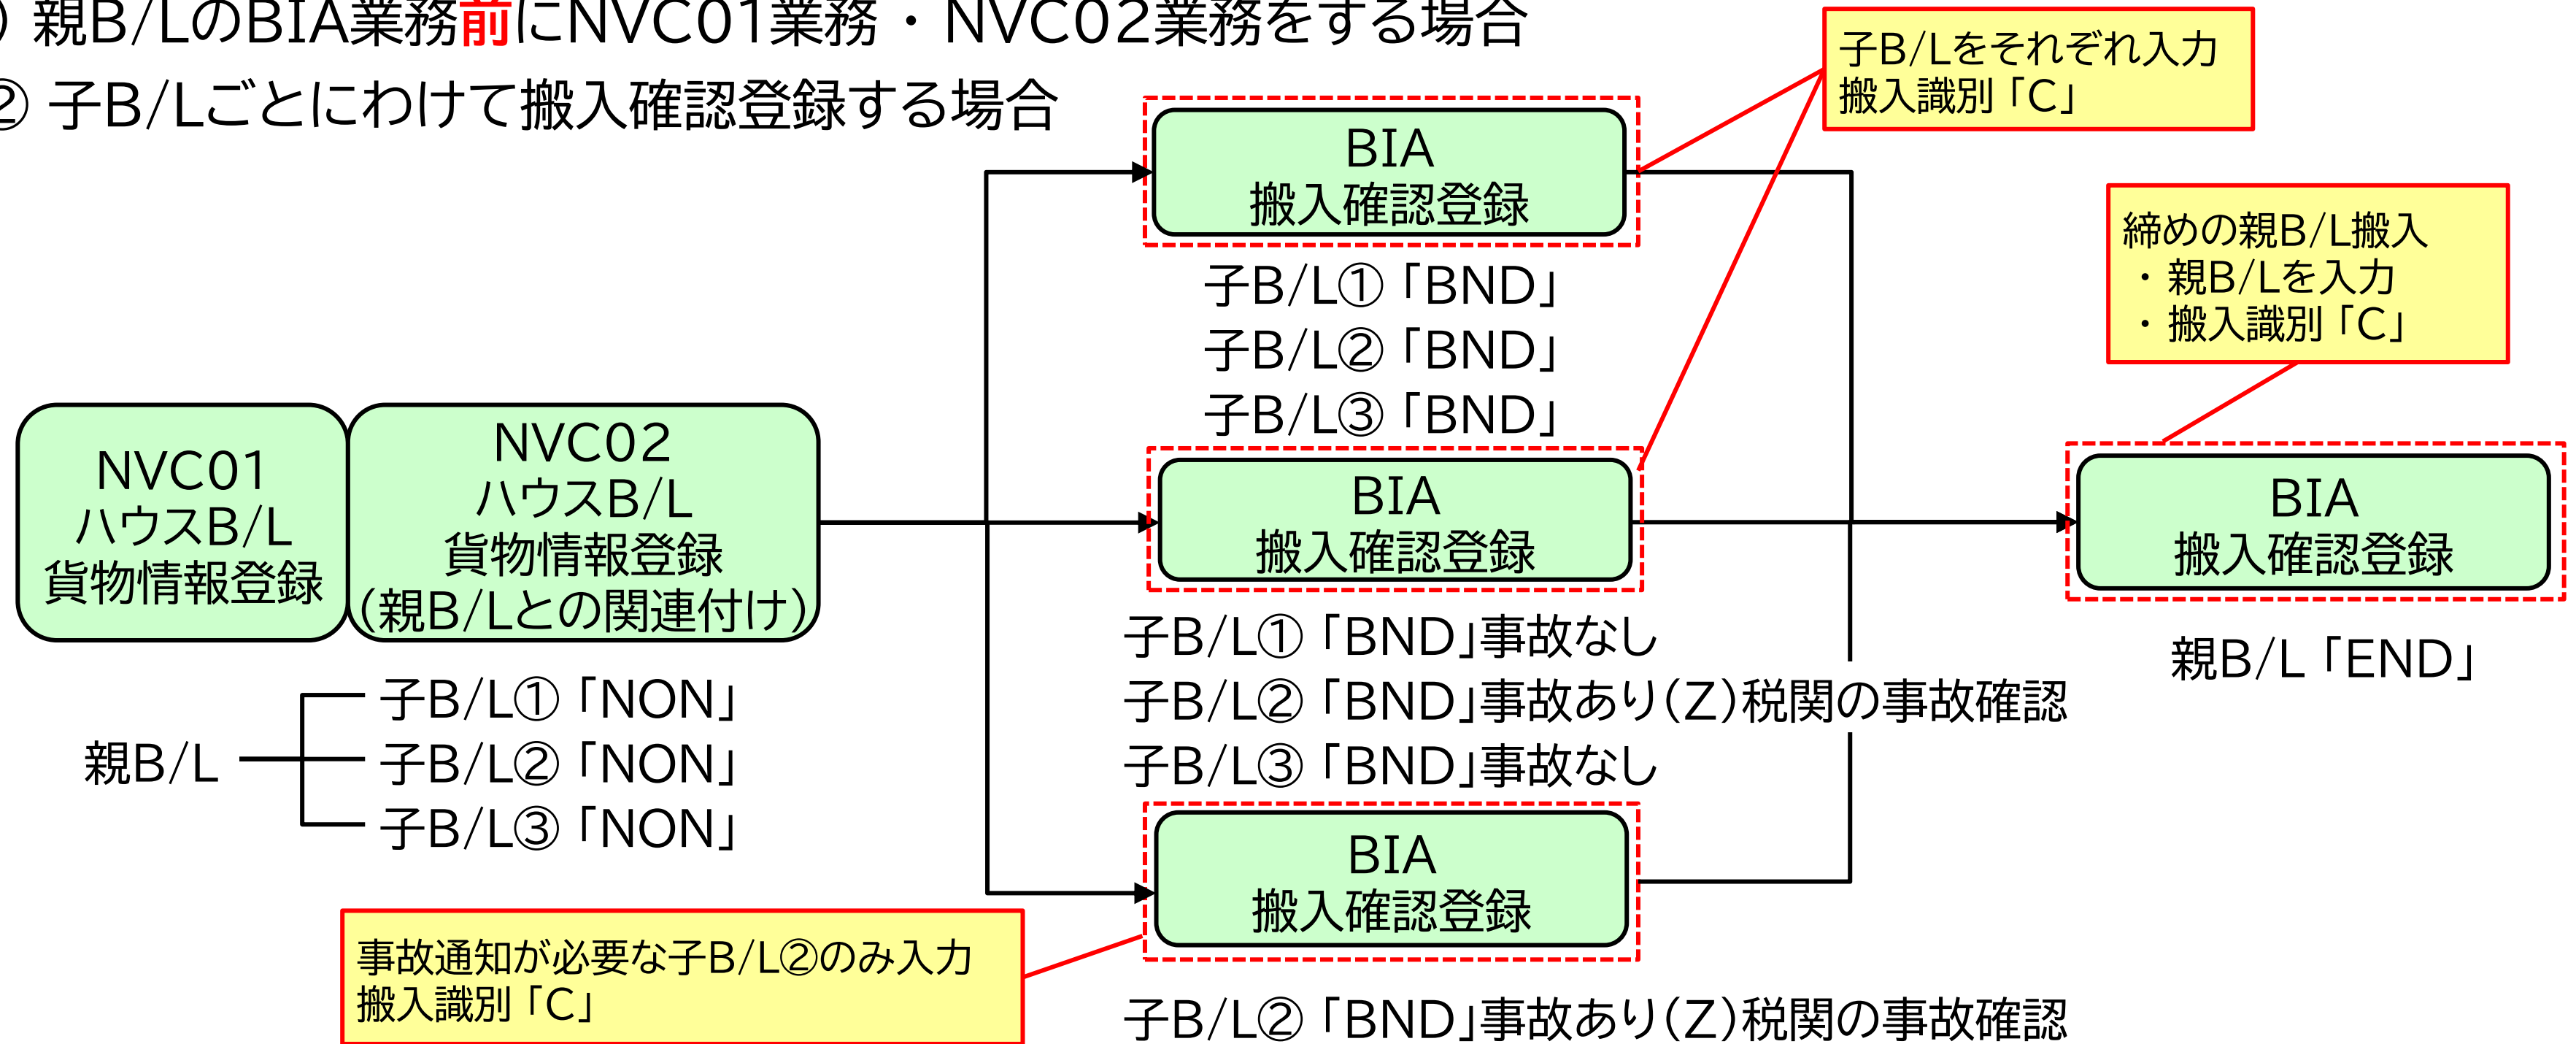 ) 親B/LのBIA業務前にNVC01業務・NVC02業務をする場合
② 子B/Lごとにわけて搬入確認登録する場合
子B/Lをそれぞれ入力
搬入識別「C」
BIA
搬入確認登録
子B/L①「BND」
子B/L②「BND」
子B/L③「BND」
締めの親B/L搬入
・親B/Lを入力
・搬入識別「C」
NVC01
ハウスB/L
貨物情報登録
NVC02
ハウスB/L
貨物情報登録
(親B/Lとの関連付け)
BIA
搬入確認登録
BIA
搬入確認登録
子B/L①「BND」事故なし
子B/L②「BND」事故あり(Z)税関の事故確認
子B/L③「BND」事故なし
親B/L「END」
親B/L
子B/L①「NON」
子B/L②「NON」
子B/L③「NON」
BIA
搬入確認登録
事故通知が必要な子B/L②のみ入力
搬入識別「C」
子B/L②「BND」事故あり(Z)税関の事故確認